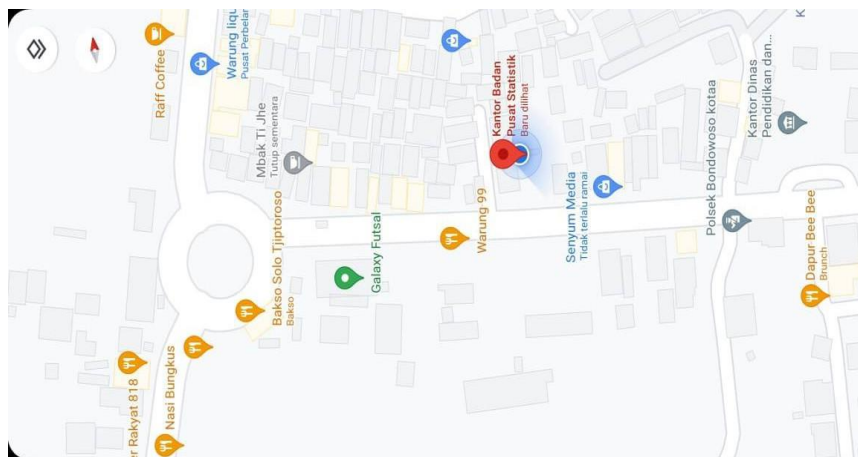 Raff Coffee
Warung liqu
Pusat Perbelar
Mbak Ti Jhe
Tutup sementara
Bakso Solo Tjiptoroso
Bakso
Galaxy Futsal
Nasi Bungkus
er Rakyat 818
Warung 99
Kantor Badan
Pusat Statistik
Baru dilihat
Senyum Media
Tidak terlalu ramai
Polsek Bondowoso kotaa
Kantor Dinas
Pendidikan dan...
Dapur Bee Bee
Brunch
K